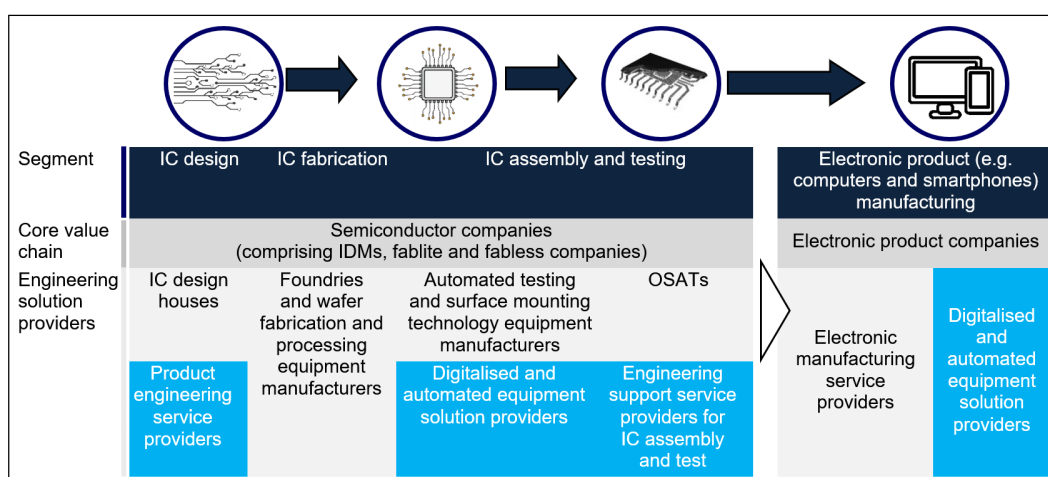 Segment
IC design
IC fabrication
IC assembly and testing
Electronic product (e.g.
computers and smartphones)
manufacturing
Core value
chain
Semiconductor companies
(comprising IDMs, fablite and fabless companies)
Electronic product companies
Engineering
solution
providers
IC design
houses
Foundries
and wafer
fabrication and
processing
equipment
manufacturers
Automated testing
and surface mounting
technology equipment
manufacturers
OSATs
Product
engineering
service
providers
Digitalised and
automated equipment
solution providers
Engineering
support service
providers for
IC assembly
and test
Electronic
manufacturing
service
providers
Digitalised
and
automated
equipment
solution
providers